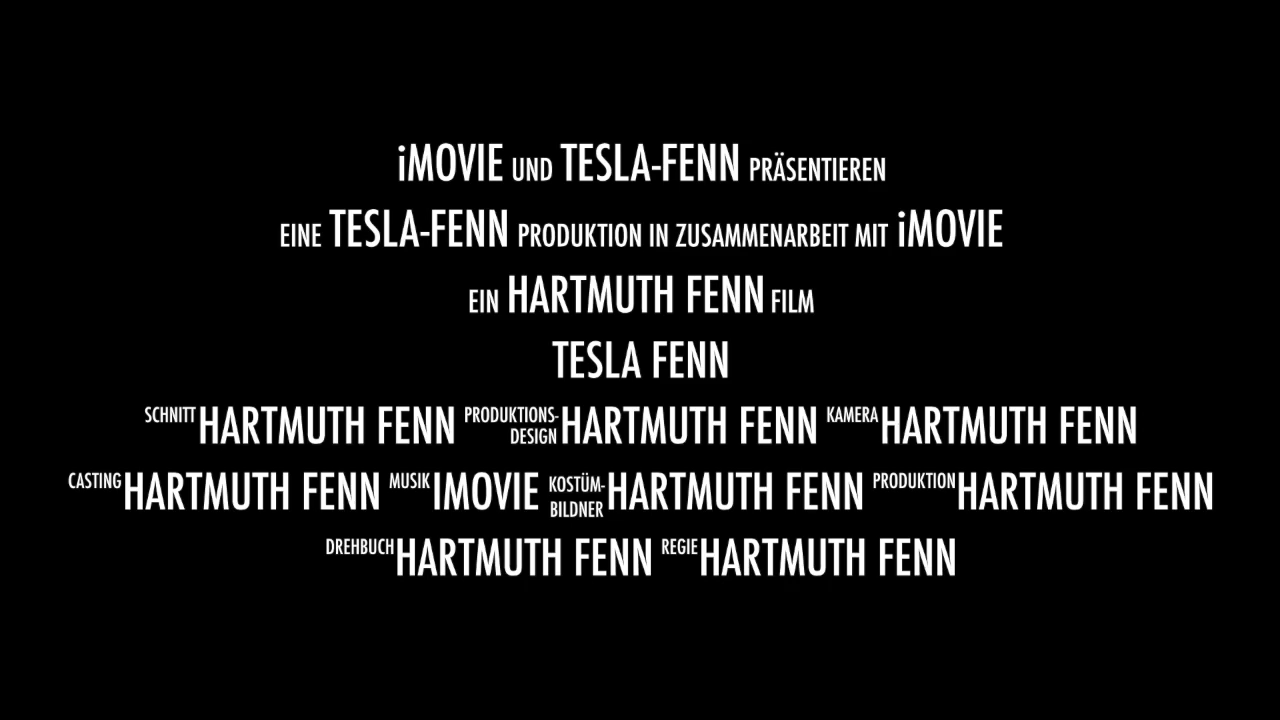 iMOVIE UND TESLA-FENN PRÄSENTIEREN
EINE TESLA-FENN PRODUKTION IN ZUSAMMENARBEIT MIT iMOVIE
EIN HARTMUTH FENN FILM
TESLA FENN
SCHNITT HARTMUTH FENN PRODUKTIONS-DESIGN HARTMUTH FENN KAMERA HARTMUTH FENN
CASTING HARTMUTH FENN MUSIK IMOVIE KOSTÜM-BILDNER HARTMUTH FENN PRODUKTION HARTMUTH FENN
DREHBUCH HARTMUTH FENN REGIE HARTMUTH FENN